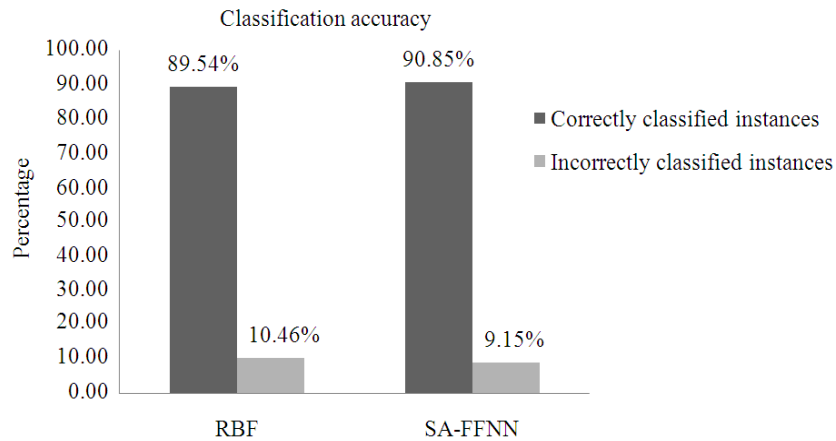 Classification accuracy
100.00
90.00
80.00
70.00
60.00
50.00
40.00
30.00
20.00
10.00
0.00
Percentage
89.54%
10.46%
90.85%
9.15%
RBF
SA-FFNN
Correctly classified instances
Incorrectly classified instances